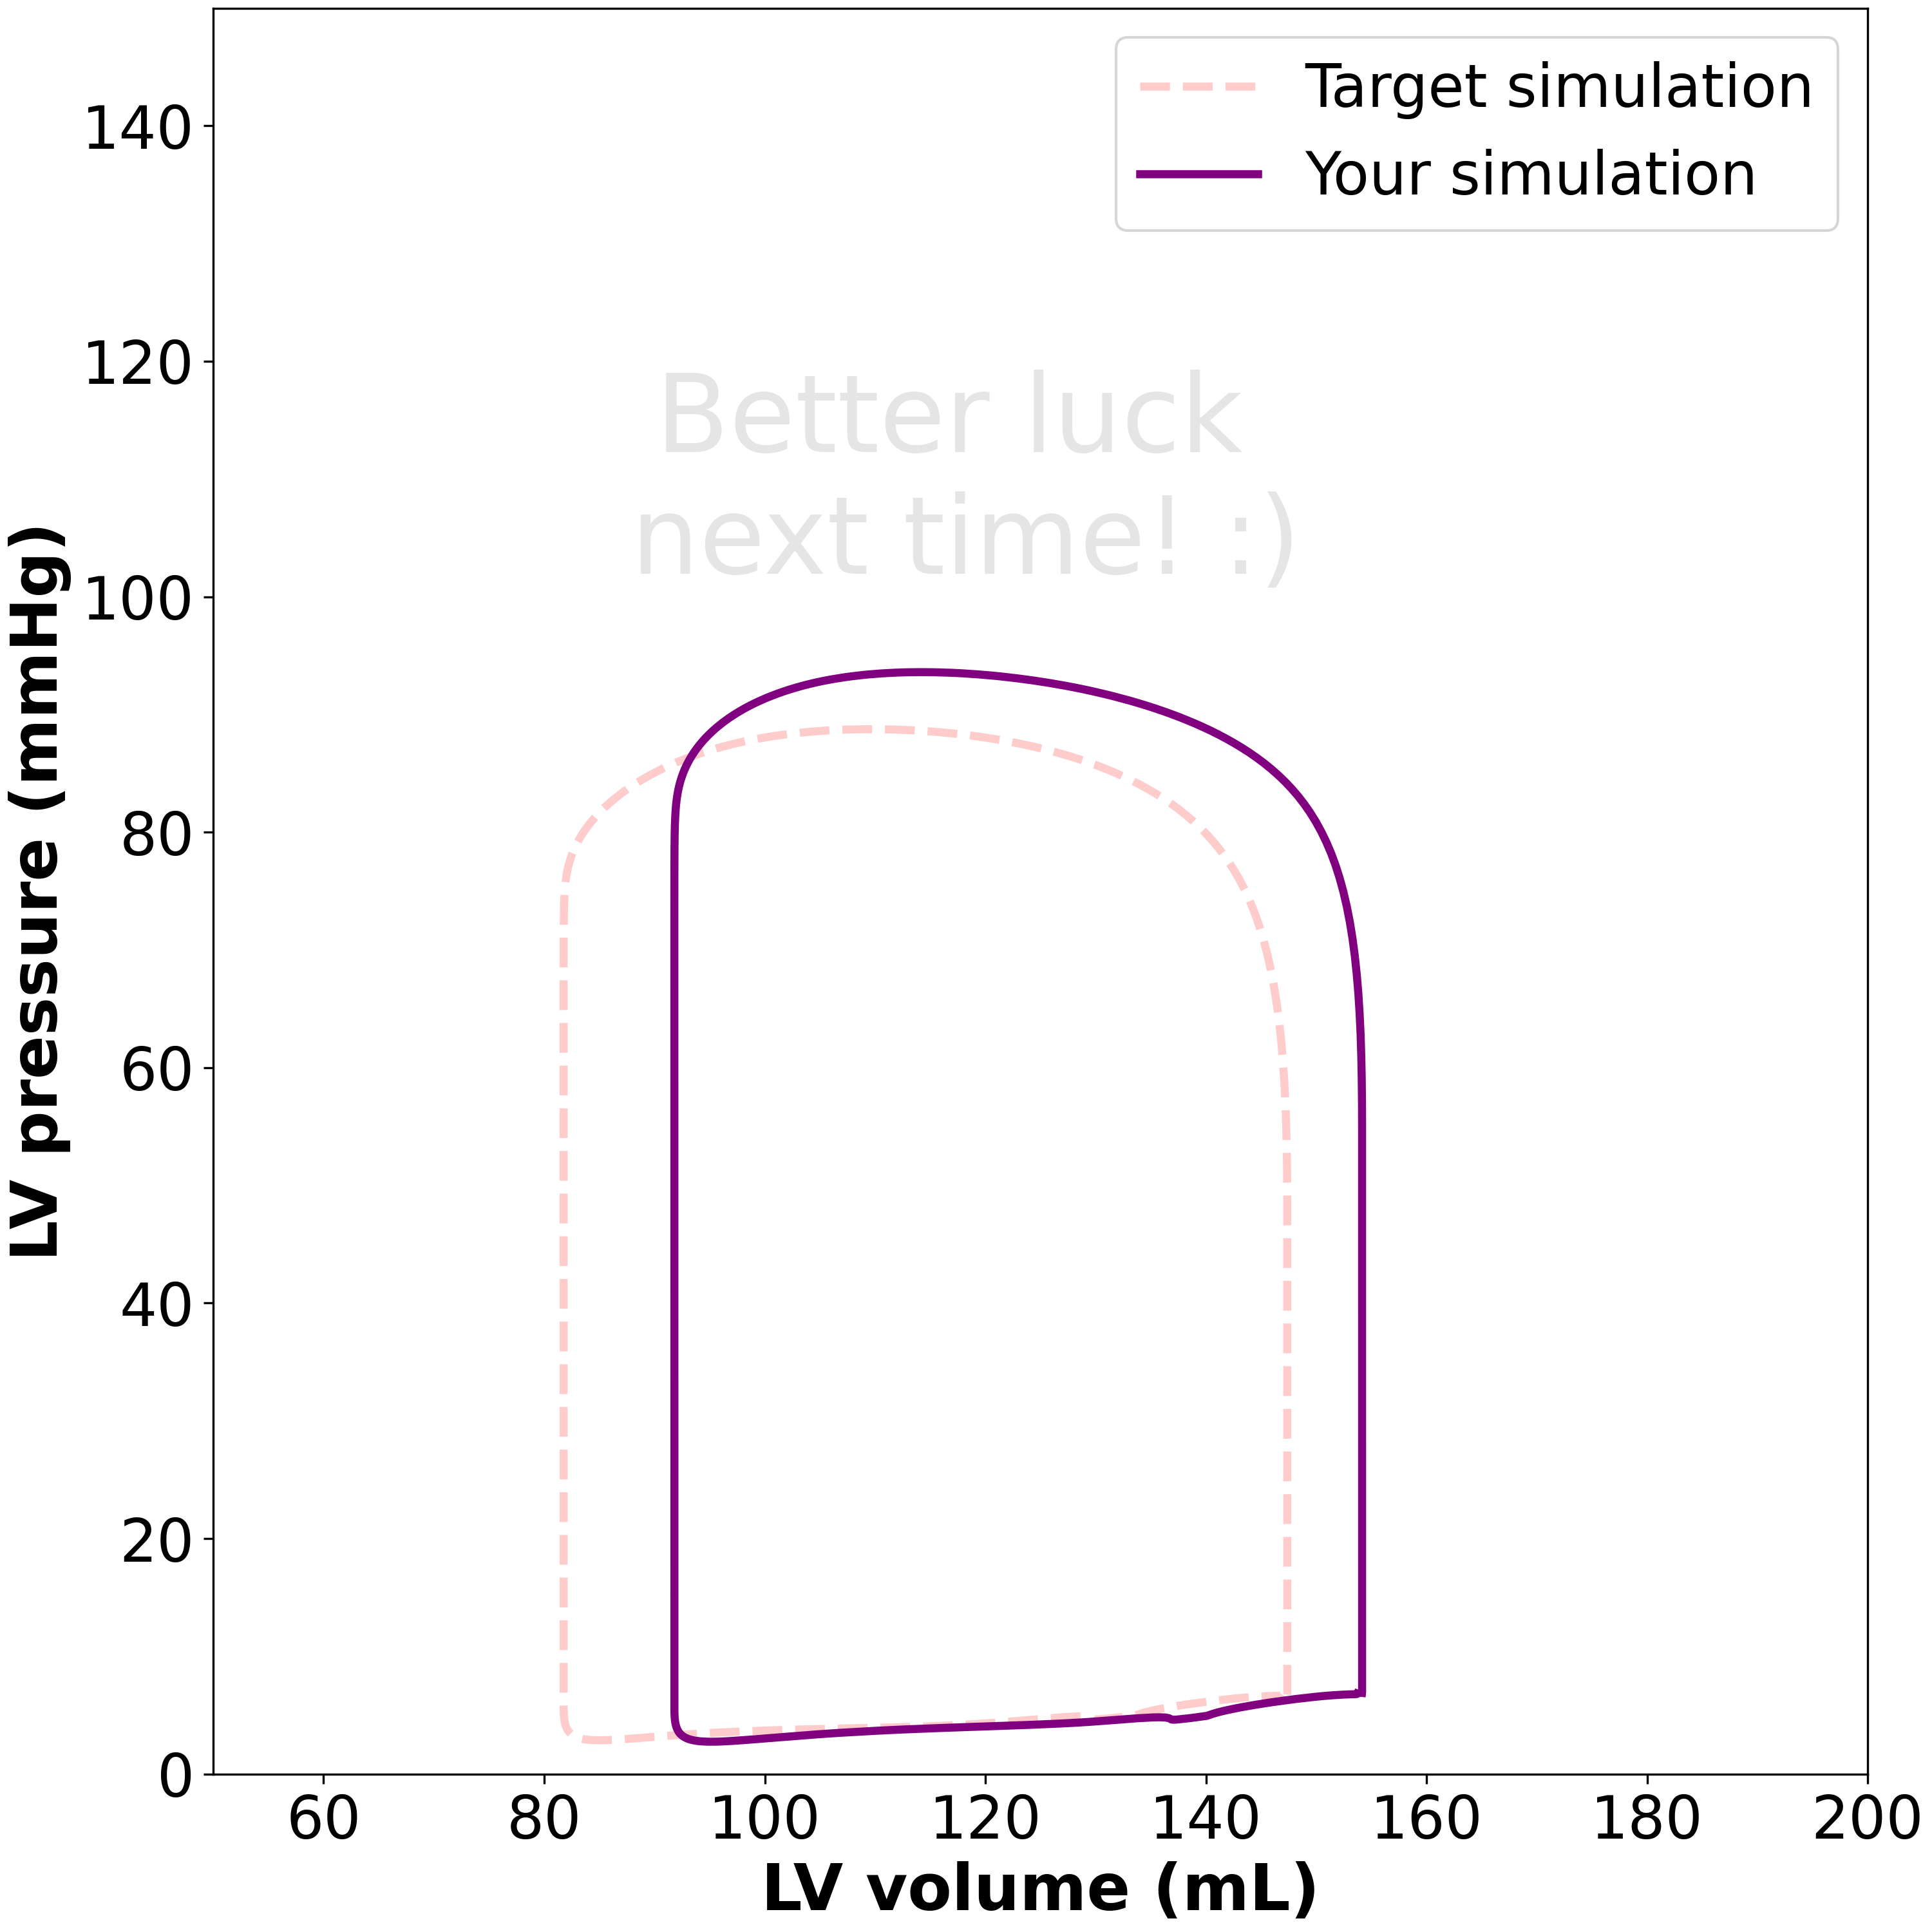 Target simulation
Your simulation
Better luck
next time! :)
LV pressure (mmHg)
140
120
100
80
60
40
20
0
60 80 100 120 140 160 180 200
LV volume (mL)